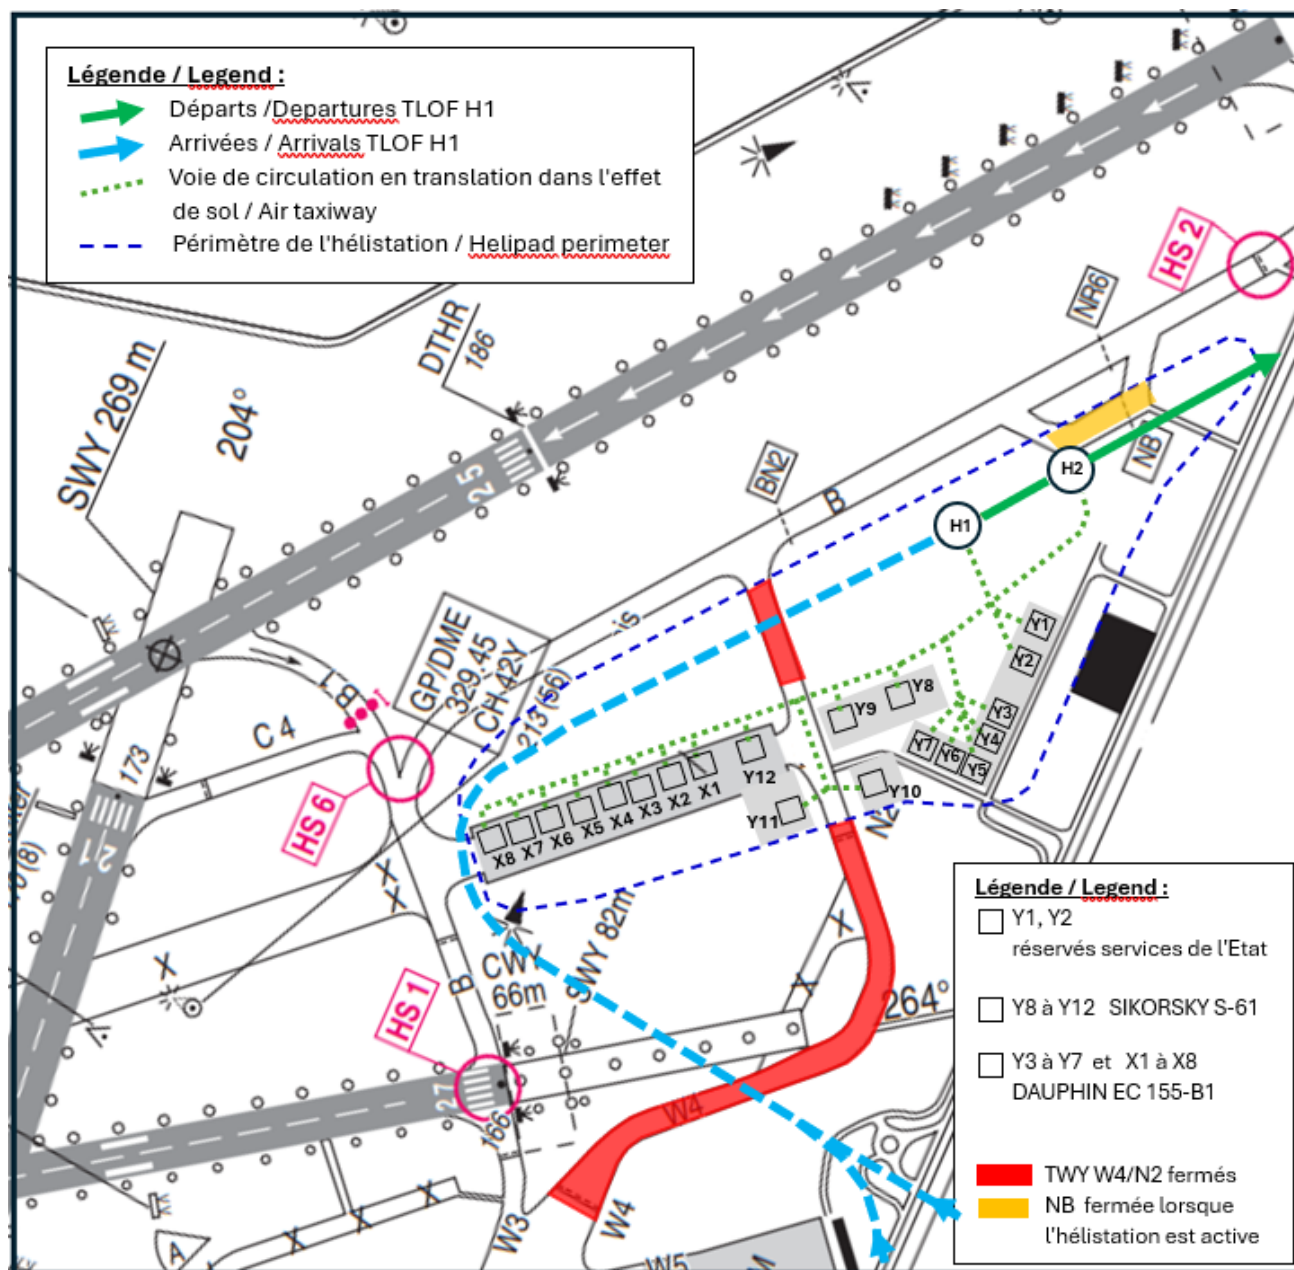 Légende / Legend :
Départs /Departures TLOF H1
Arrivées / Arrivals TLOF H1
Voie de circulation en translation dans l'effet
de sol / Air taxiway
Périmètre de l'hélistation / Helipad perimeter
HS 2
NR6
DTHR
186
SWY 269 m
204°
25
BN2
B
NB
H2
H1
GP/DME
329.45
CH 42Y
213 (56)
B1
C 4
173
HS 6
21
Y1
Y2
Y3
Y4
Y5
Y6
Y7
Y8
Y9
Y10
Y11
Y12
N2
X1
X2
X3
X4
X5
X6
X7
X8
X
X
X
X
X
SWY 82m
CWY
66m
B
HS 1
27
166
264°
W4
W3
W4
W5
X
X
X
A
Légende / Legend :
Y1, Y2
réservés services de l'Etat
Y8 à Y12 SIKORSKY S-61
Y3 à Y7 et X1 à X8
DAUPHIN EC 155-B1
TWY W4/N2 fermés
NB fermée lorsque
l'hélistation est active